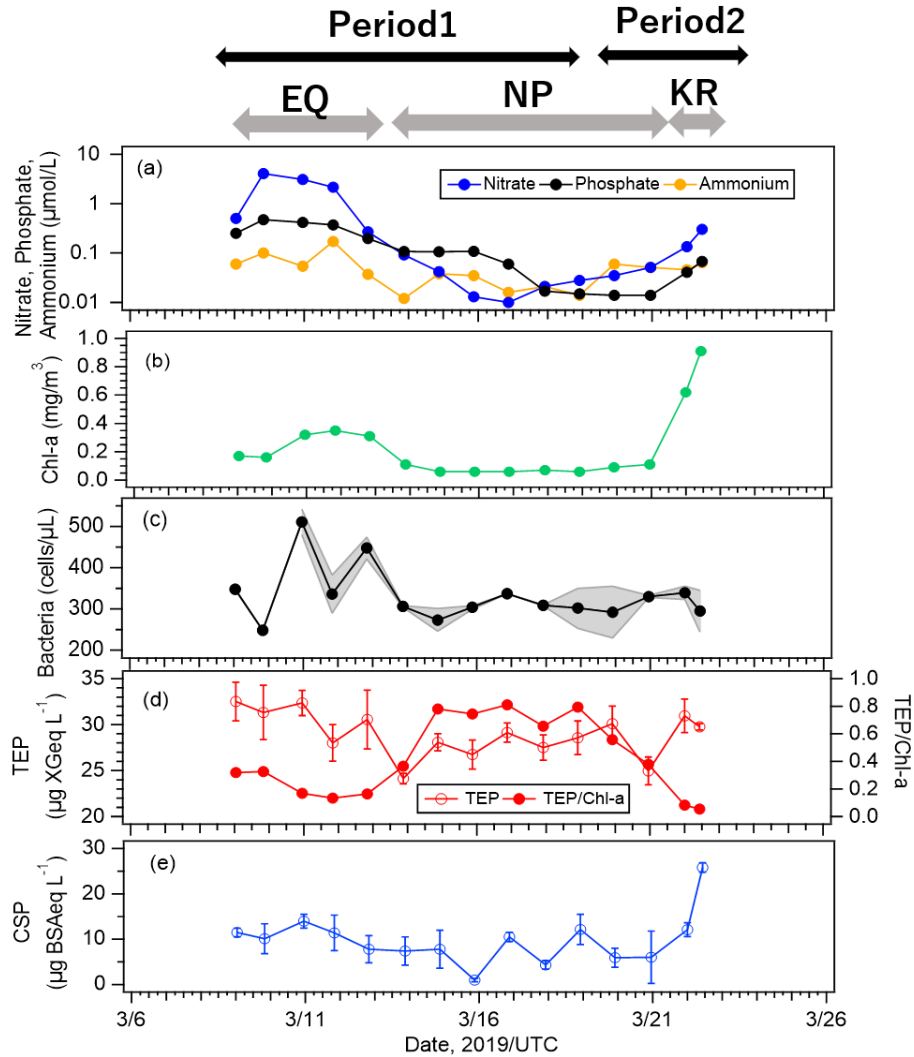 Period1 Period2
EQ NP KR
Nitrate, Phosphate,
Ammonium (µmol/L)
10
1
0.1
0.01
(a)
Nitrate Phosphate Ammonium
Chl-a (mg/m³)
1.0
0.8
0.6
0.4
0.2
0.0
(b)
Bacteria (cells/µL)
500
400
300
200
(c)
TEP
(µg XGeq L⁻¹)
35
30
25
20
(d)
TEP TEP/Chl-a
1.0
0.8
0.6
0.4
0.2
0.0
TEP/Chl-a
CSP
(µg BSAeq L⁻¹)
30
20
10
0
(e)
3/6 3/11 3/16 3/21 3/26
Date, 2019/UTC